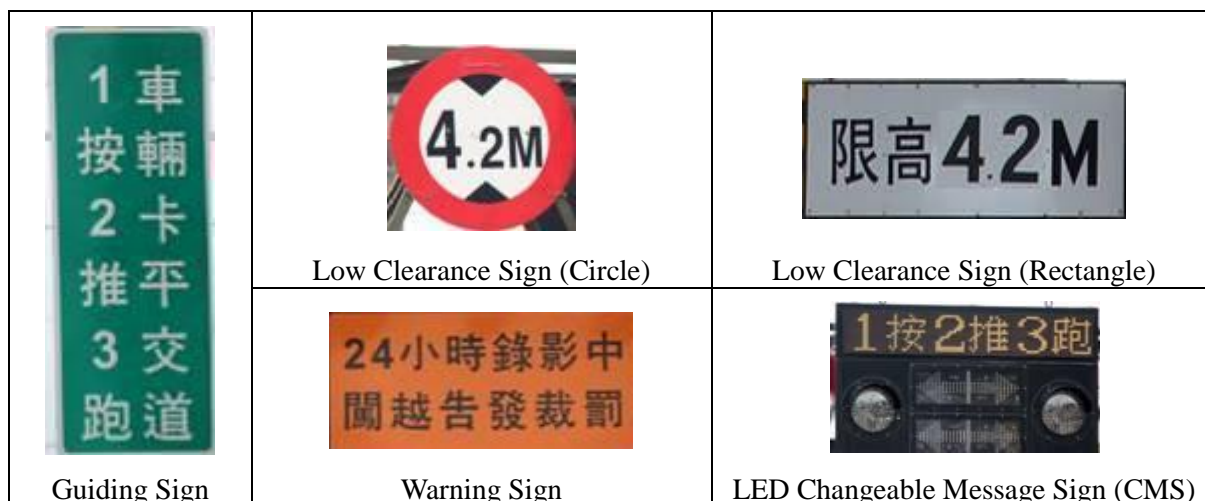 車輛卡平交道
1按2推3跑
Guiding Sign
4.2M
Low Clearance Sign (Circle)
限高4.2M
Low Clearance Sign (Rectangle)
24小時錄影中
闖越告發裁罰
Warning Sign
1按2推3跑
LED Changeable Message Sign (CMS)